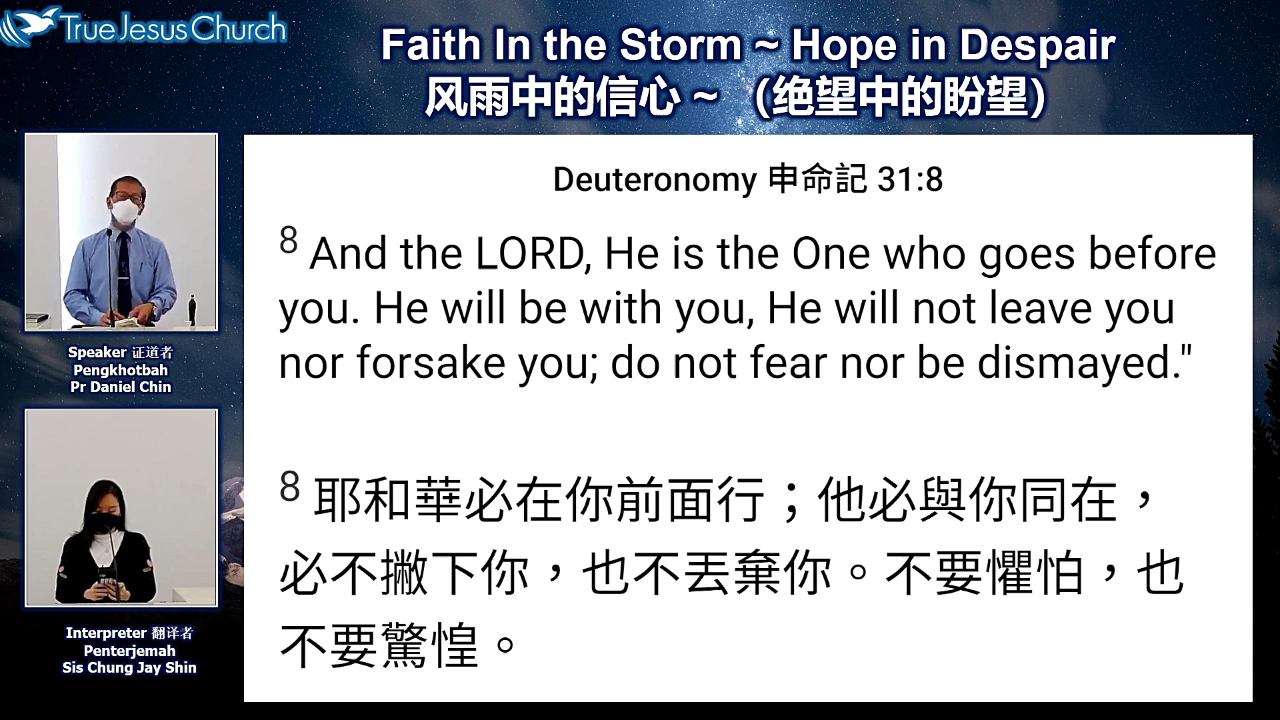 True Jesus Church
Faith In the Storm ~ Hope in Despair
风雨中的信心 ~ （绝望中的盼望）
Speaker 证道者
Pengkhotbah
Pr Daniel Chin
Interpreter 翻译者
Penterjemah
Sis Chung Jay Shin
Deuteronomy 申命記 31:8
8 And the LORD, He is the One who goes before
you. He will be with you, He will not leave you
nor forsake you; do not fear nor be dismayed."
8 耶和華必在你前面行；他必與你同在，
必不撇下你，也不丟棄你。不要懼怕，也
不要驚惶。